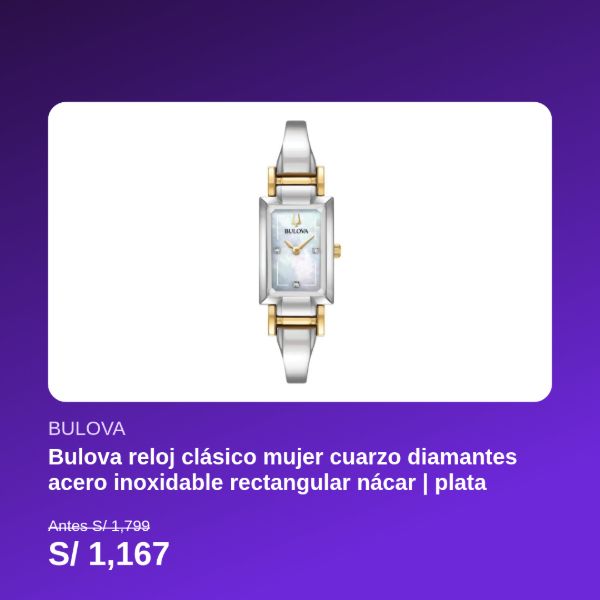 BULOVA
BULOVA
Bulova reloj clásico mujer cuarzo diamantes
acero inoxidable rectangular nácar | plata
Antes S/ 1,799
S/ 1,167